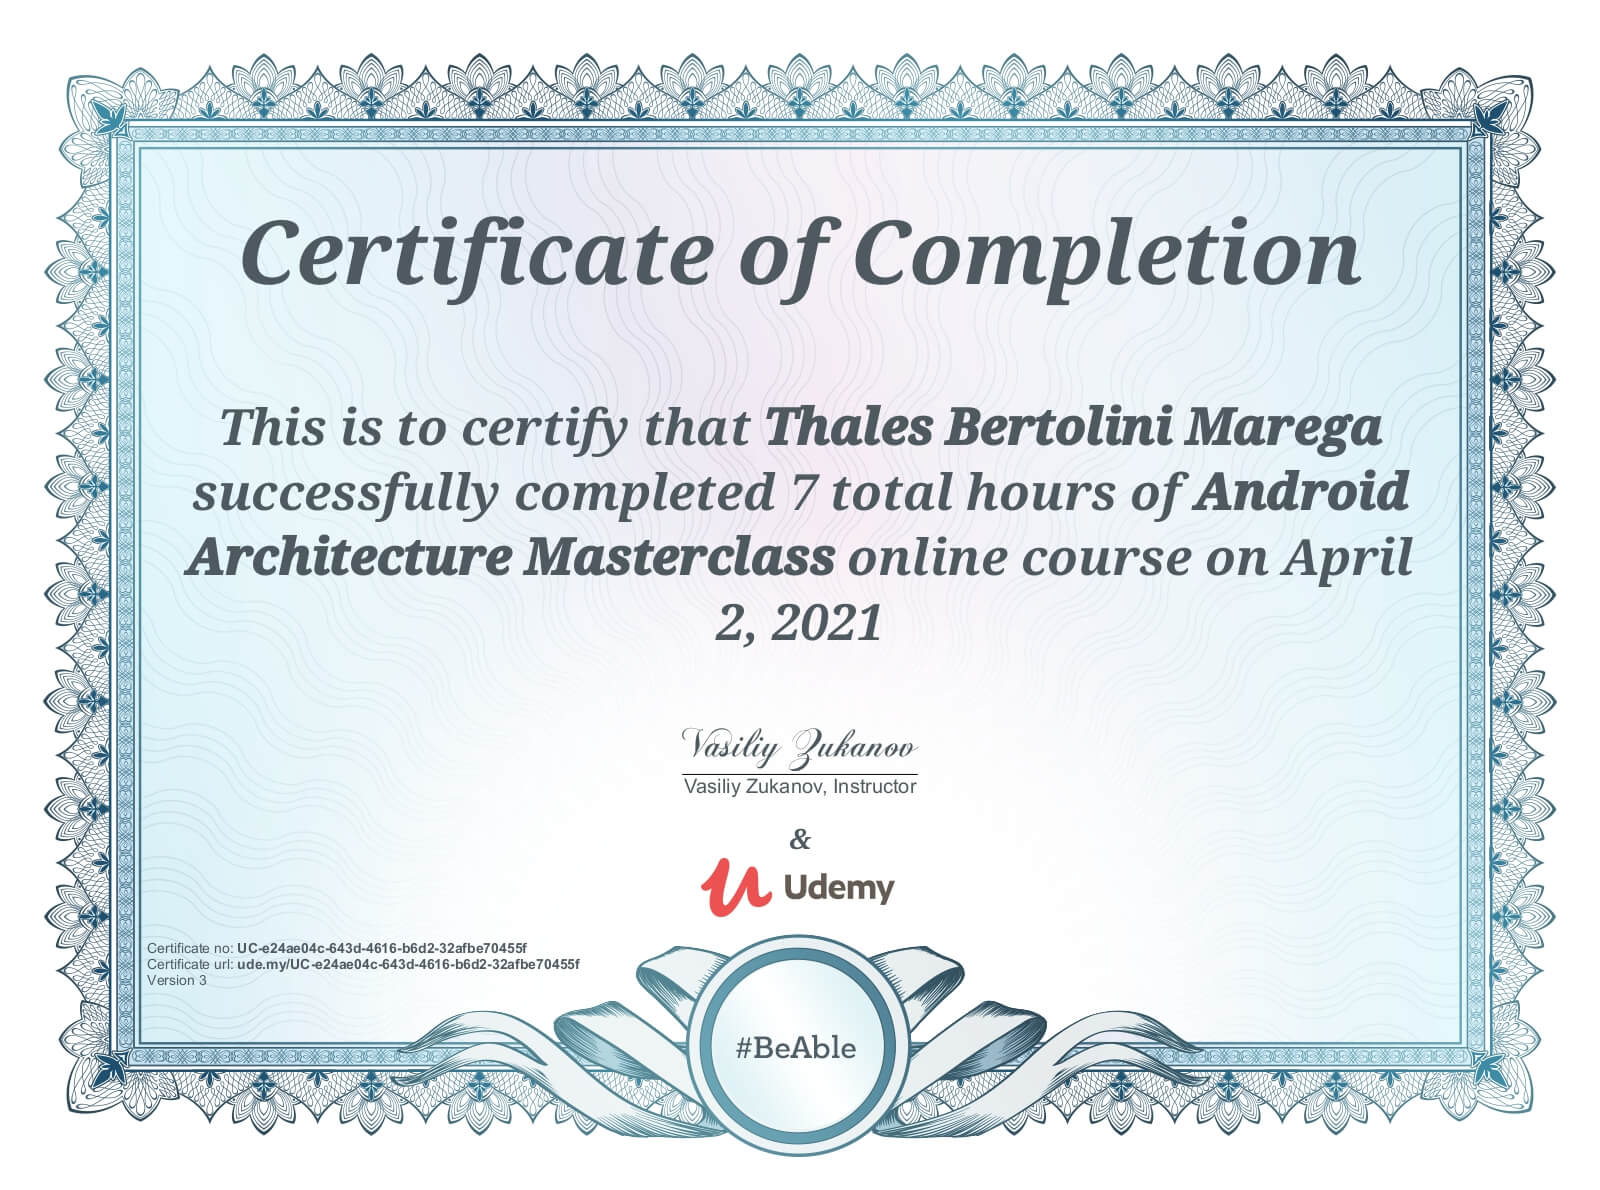 Certificate of Completion
This is to certify that Thales Bertolini Marega
successfully completed 7 total hours of Android
Architecture Masterclass online course on April
2, 2021
Vasiliy Zukanov
Vasiliy Zukanov, Instructor
&
Udemy
Certificate no: UC-e24ae04c-643d-4616-b6d2-32afbe70455f
Certificate url: ude.my/UC-e24ae04c-643d-4616-b6d2-32afbe70455f
Version 3
#BeAble